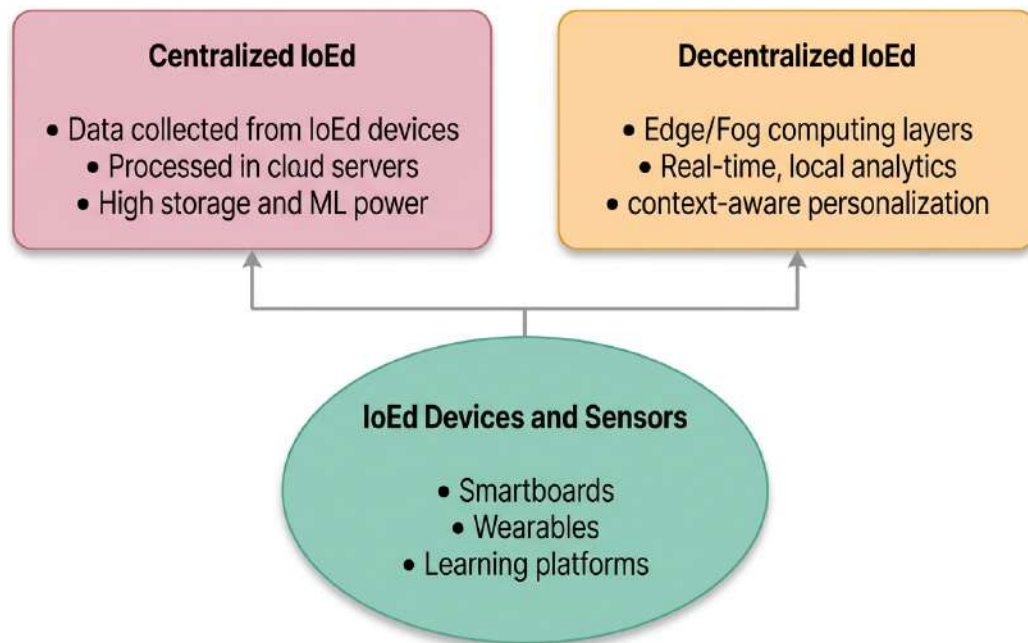 Centralized IoEd
• Data collected from IoEd devices
• Processed in cloud servers
• High storage and ML power
Decentralized IoEd
• Edge/Fog computing layers
• Real-time, local analytics
• context-aware personalization
IoEd Devices and Sensors
• Smartboards
• Wearables
• Learning platforms